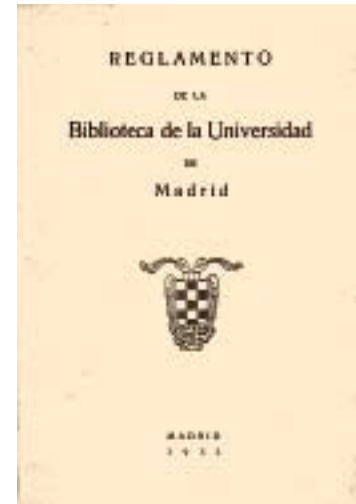 REGLAMENTO
DE LA
Biblioteca de la Universidad
DE
Madrid
MADRID